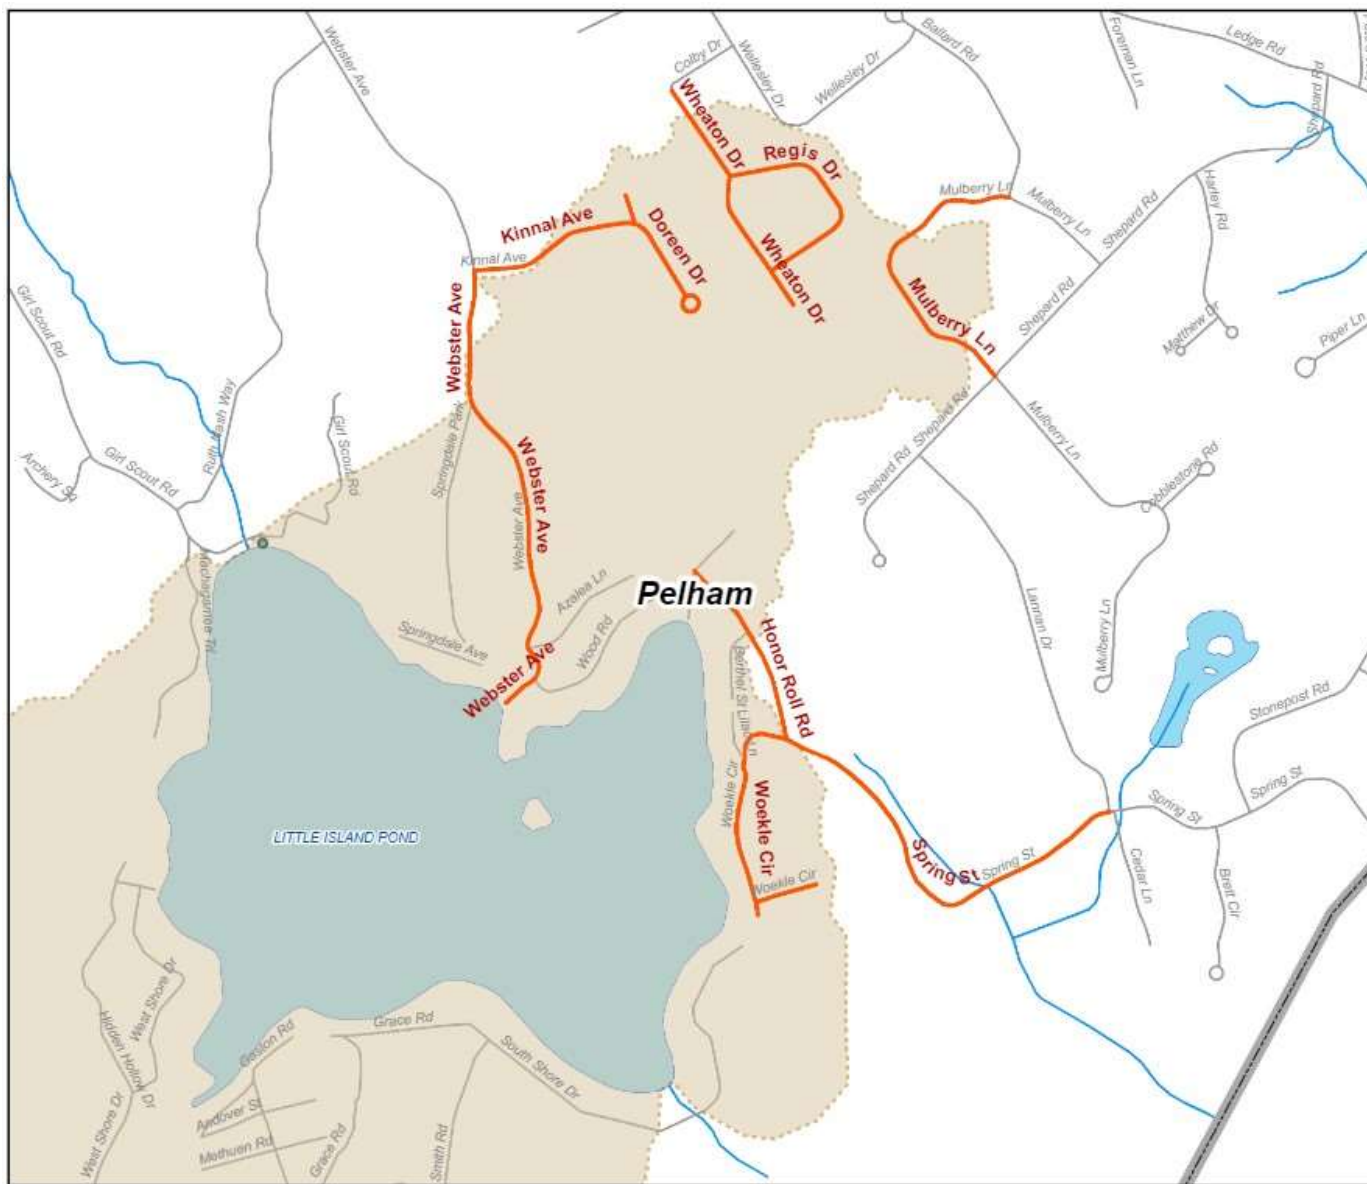 Webster Ave
Colby Dr
Wellesley Dr
Wellesley Dr
Ballard Rd
Foreman Ln
Ledge Rd
Shepard Rd
Wheaton Dr
Regis Dr
Mulberry Ln
Mulberry Ln
Harley Rd
Shepard Rd
Kinnal Ave
Kinnal Ave
Doreen Dr
Wheaton Dr
Mulberry Ln
Shepard Rd
Matthew Dr
Piper Ln
Girl Scout Rd
Webster Ave
Ruth Nash Way
Girl Scout Rd
Springdale Park
Webster Ave
Shepard Rd
Shepard Rd
Mulberry Ln
Cobblestone Rd
Archery
Girl Scout Rd
Webster Ave
Azalea Ln
Pelham
Lannan Dr
Mulberry Ln
Springdale Ave
Wood Rd
Webster Ave
Berthel St
Lilac Ln
Honor Roll Rd
Stonepost Rd
Woekle Cir
Woekle Cir
Spring St
Spring St
LITTLE ISLAND POND
Spring St
Spring St
Woekle Cir
Cedar Ln
Brett Cir
West Shore Dr
Hidden Hollow Dr
Gaston Rd
Grace Rd
South Shore Dr
Andover St
Methuen Rd
West Shore Dr
Grace Rd
Smith Rd